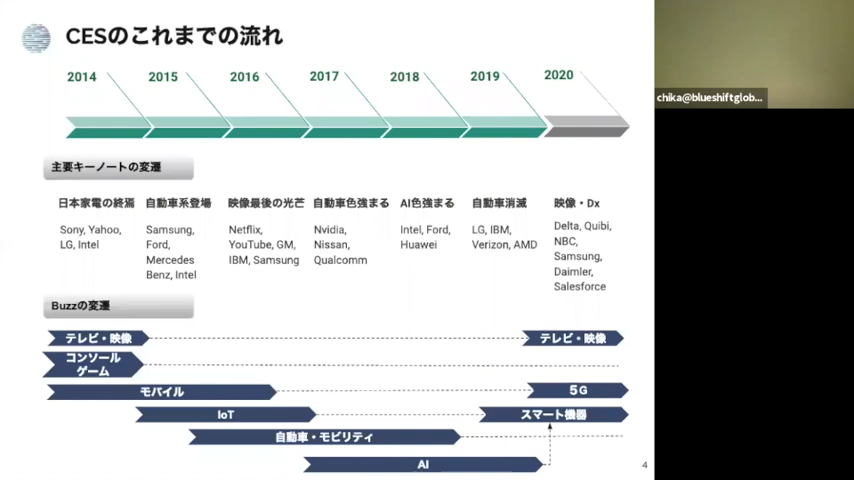 CESのこれまでの流れ
2014 2015 2016 2017 2018 2019 2020
主要キーノートの変遷
日本家電の終焉 自動車系登場 映像最後の光芒 自動車色強まる AI色強まる 自動車消滅 映像・Dx
Sony, Yahoo,
LG, Intel
Samsung,
Ford,
Mercedes
Benz, Intel
Netflix,
YouTube, GM,
IBM, Samsung
Nvidia,
Nissan,
Qualcomm
Intel, Ford,
Huawei
LG, IBM,
Verizon, AMD
Delta, Quibi,
NBC,
Samsung,
Daimler,
Salesforce
Buzzの変遷
テレビ・映像 テレビ・映像
コンソール
ゲーム
モバイル 5G
IoT スマート機器
自動車・モビリティ
AI
4
chika@blueshiftglob...